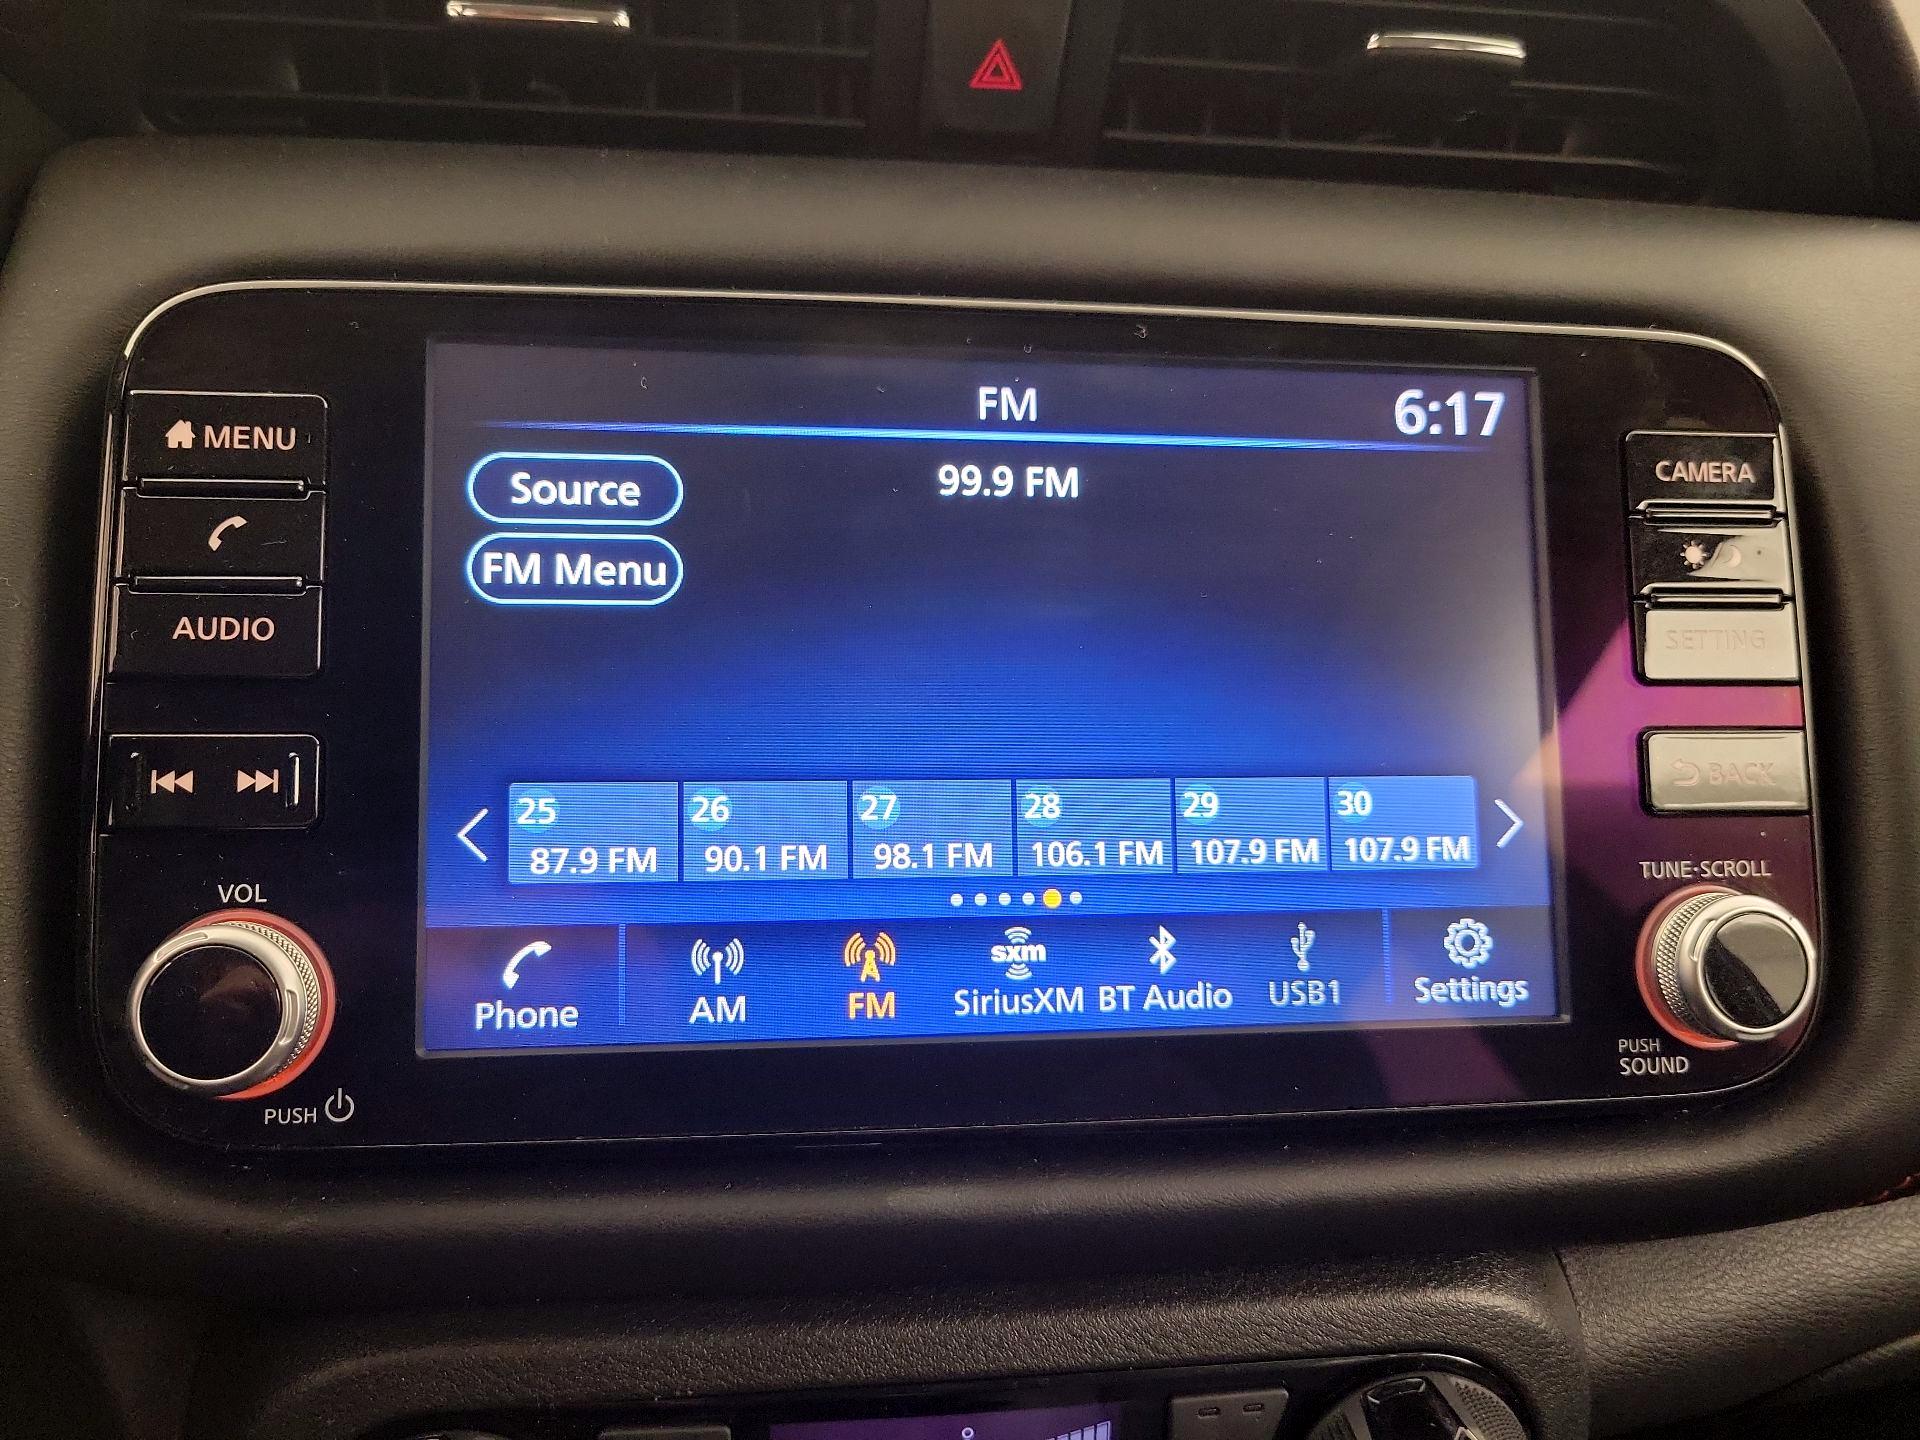 FM
6:17
MENU
CAMERA
Source
99.9 FM
FM Menu
AUDIO
SETTING
BACK
25
26
27
28
29
30
87.9 FM
90.1 FM
98.1 FM
106.1 FM
107.9 FM
107.9 FM
VOL
TUNE·SCROLL
Phone
AM
FM
sxm
SiriusXM
BT Audio
USB1
Settings
PUSH
PUSH
SOUND